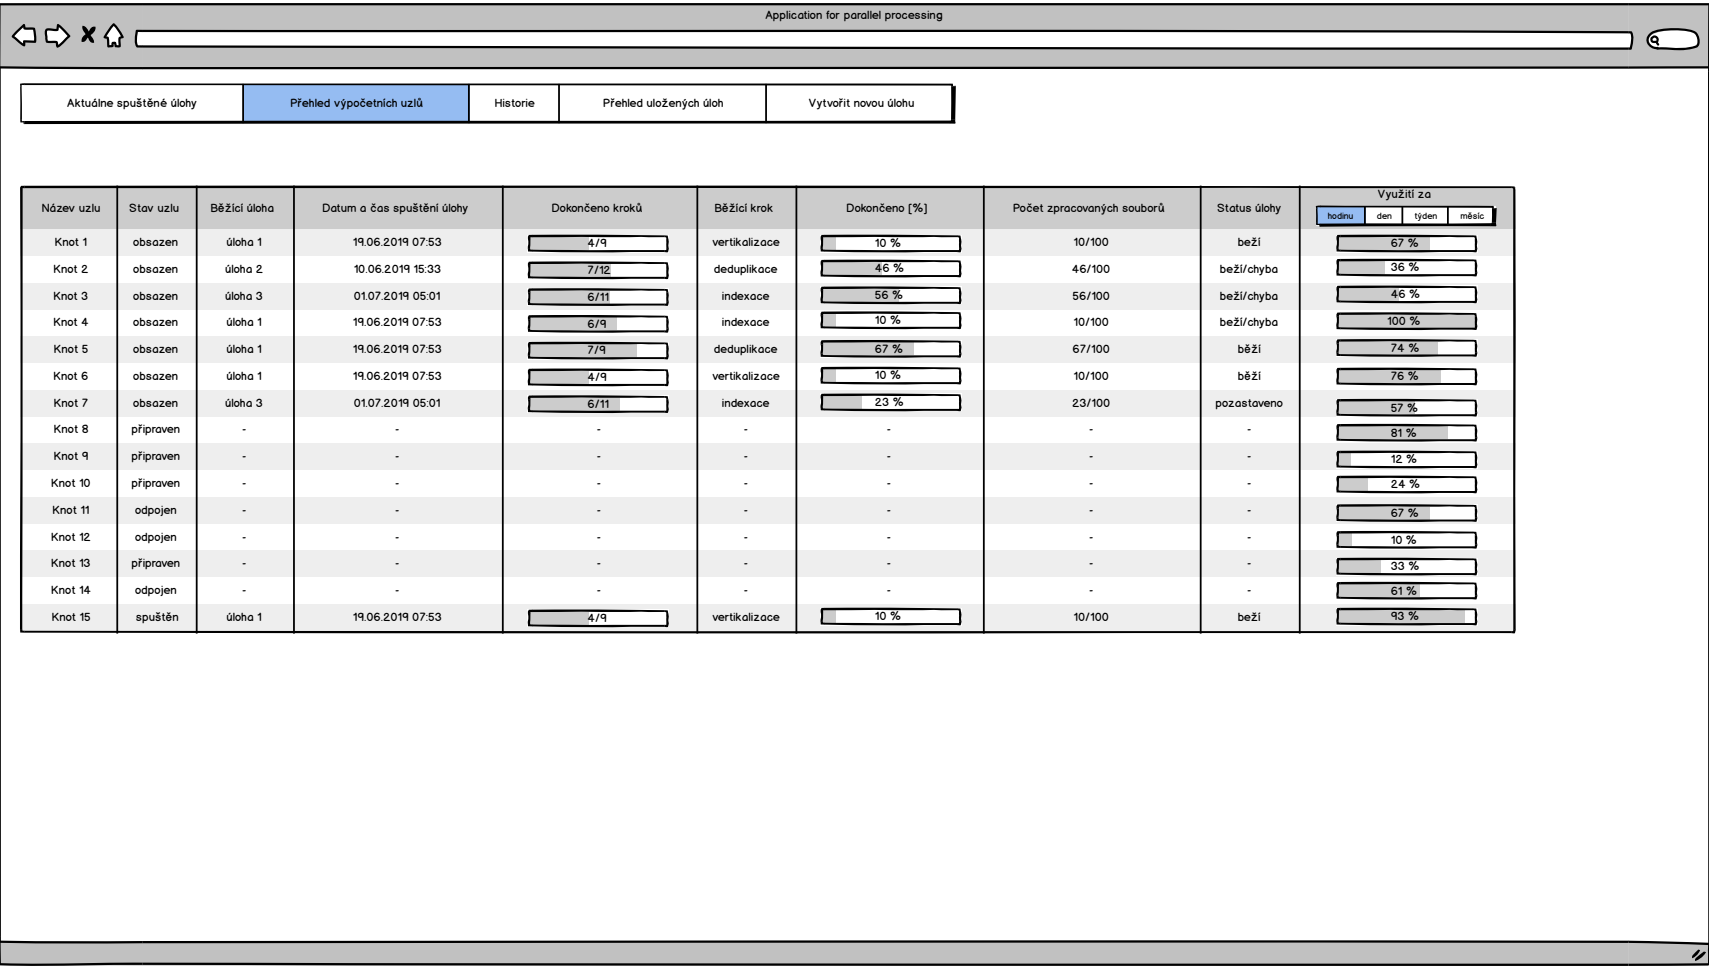 Application for parallel processing
Aktuálne spuštěné úlohy Přehled výpočetních uzlů Historie Přehled uložených úloh Vytvořit novou úlohu
Název uzlu Stav uzlu Běžící úloha Datum a čas spuštění úlohy Dokončeno kroků Běžící krok Dokončeno [%] Počet zpracovaných souborů Status úlohy Využití za
hodinu den týden měsíc
Knot 1 obsazen úloha 1 19.06.2019 07:53 4/9 vertikalizace 10 % 10/100 beží 67 %
Knot 2 obsazen úloha 2 10.06.2019 15:33 7/12 deduplikace 46 % 46/100 beží/chyba 36 %
Knot 3 obsazen úloha 3 01.07.2019 05:01 6/11 indexace 56 % 56/100 beží/chyba 46 %
Knot 4 obsazen úloha 1 19.06.2019 07:53 6/9 indexace 10 % 10/100 beží/chyba 100 %
Knot 5 obsazen úloha 1 19.06.2019 07:53 7/9 deduplikace 67 % 67/100 běží 74 %
Knot 6 obsazen úloha 1 19.06.2019 07:53 4/9 vertikalizace 10 % 10/100 běží 76 %
Knot 7 obsazen úloha 3 01.07.2019 05:01 6/11 indexace 23 % 23/100 pozastaveno 57 %
Knot 8 připraven - - - - - - - 81 %
Knot 9 připraven - - - - - - - 12 %
Knot 10 připraven - - - - - - - 24 %
Knot 11 odpojen - - - - - - - 67 %
Knot 12 odpojen - - - - - - - 10 %
Knot 13 připraven - - - - - - - 33 %
Knot 14 odpojen - - - - - - - 61 %
Knot 15 spuštěn úloha 1 19.06.2019 07:53 4/9 vertikalizace 10 % 10/100 beží 93 %